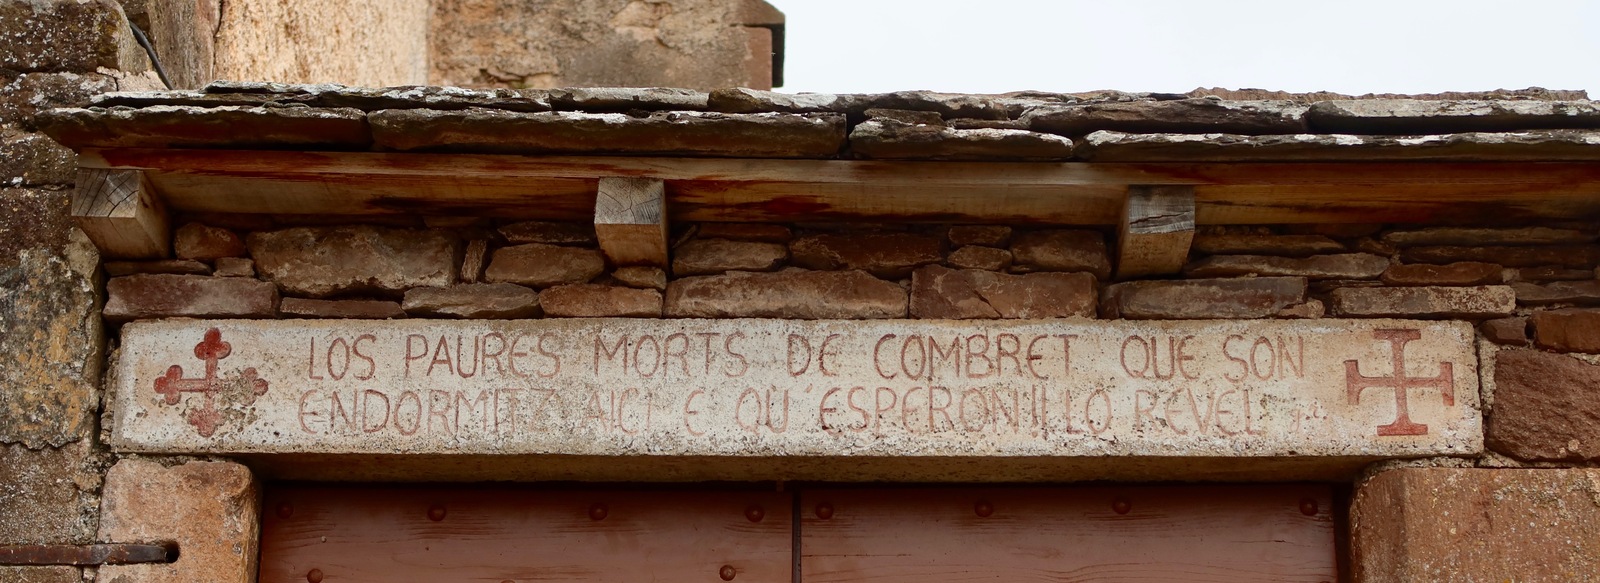 LOS PAURES MORTS DE COMBRET QUE SON
ENDORMITZ AICI E QU'ESPERON LO REVEL